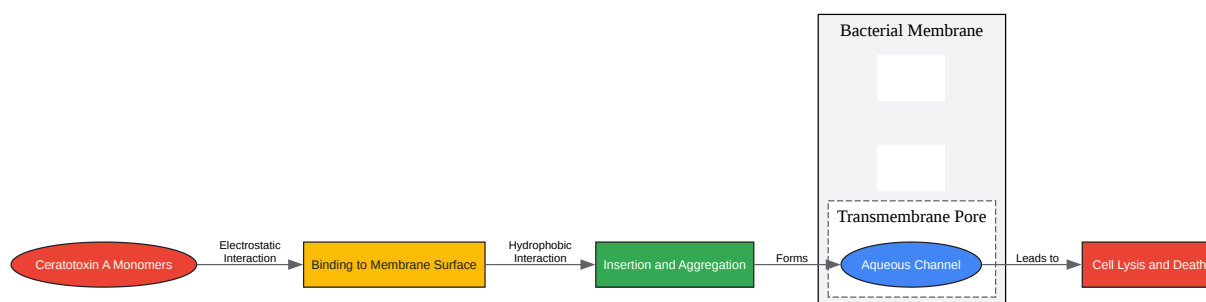 Bacterial Membrane
Transmembrane Pore
Ceratotoxin A Monomers
Electrostatic
Interaction
Binding to Membrane Surface
Hydrophobic
Interaction
Insertion and Aggregation
Forms
Aqueous Channel
Leads to
Cell Lysis and Death